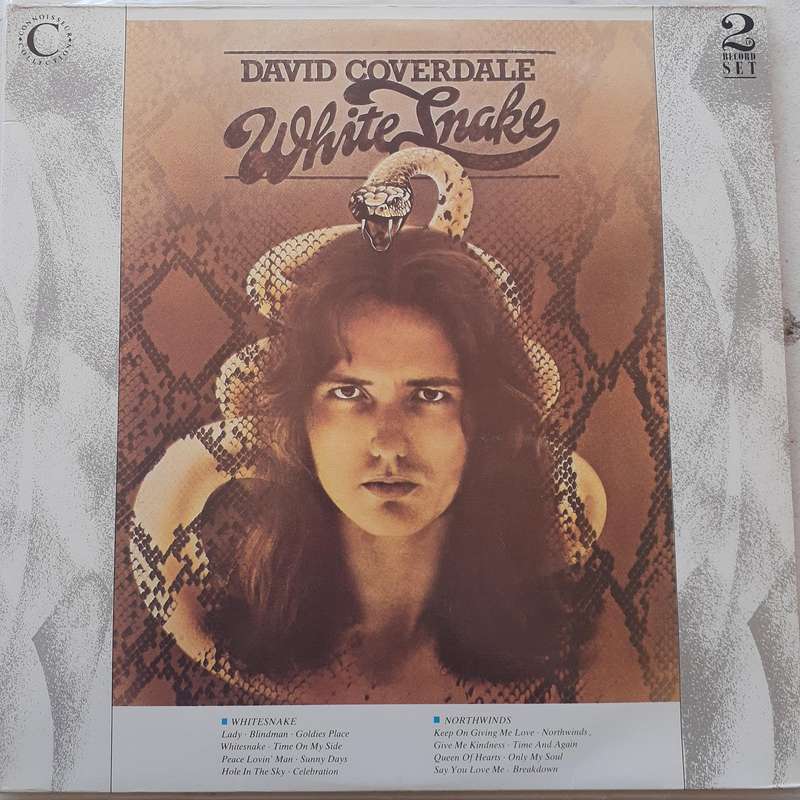 CONNOISSEUR
C
COLLECTION
2
RECORD
SET
DAVID COVERDALE
White Snake
WHITESNAKE
Lady · Blindman · Goldies Place
Whitesnake · Time On My Side
Peace Lovin' Man · Sunny Days
Hole In The Sky · Celebration
NORTHWINDS
Keep On Giving Me Love · Northwinds
Give Me Kindness · Time And Again
Queen Of Hearts · Only My Soul
Say You Love Me · Breakdown